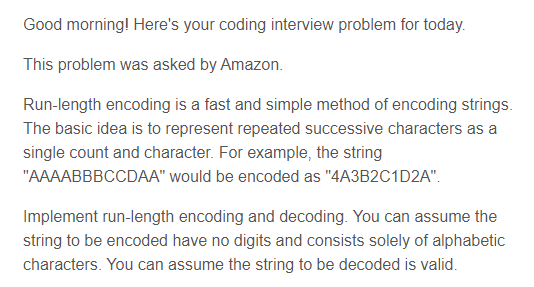 Good morning! Here's your coding interview problem for today.
This problem was asked by Amazon.
Run-length encoding is a fast and simple method of encoding strings.
The basic idea is to represent repeated successive characters as a
single count and character. For example, the string
"AAAABBBCCDAA" would be encoded as "4A3B2C1D2A".
Implement run-length encoding and decoding. You can assume the
string to be encoded have no digits and consists solely of alphabetic
characters. You can assume the string to be decoded is valid.